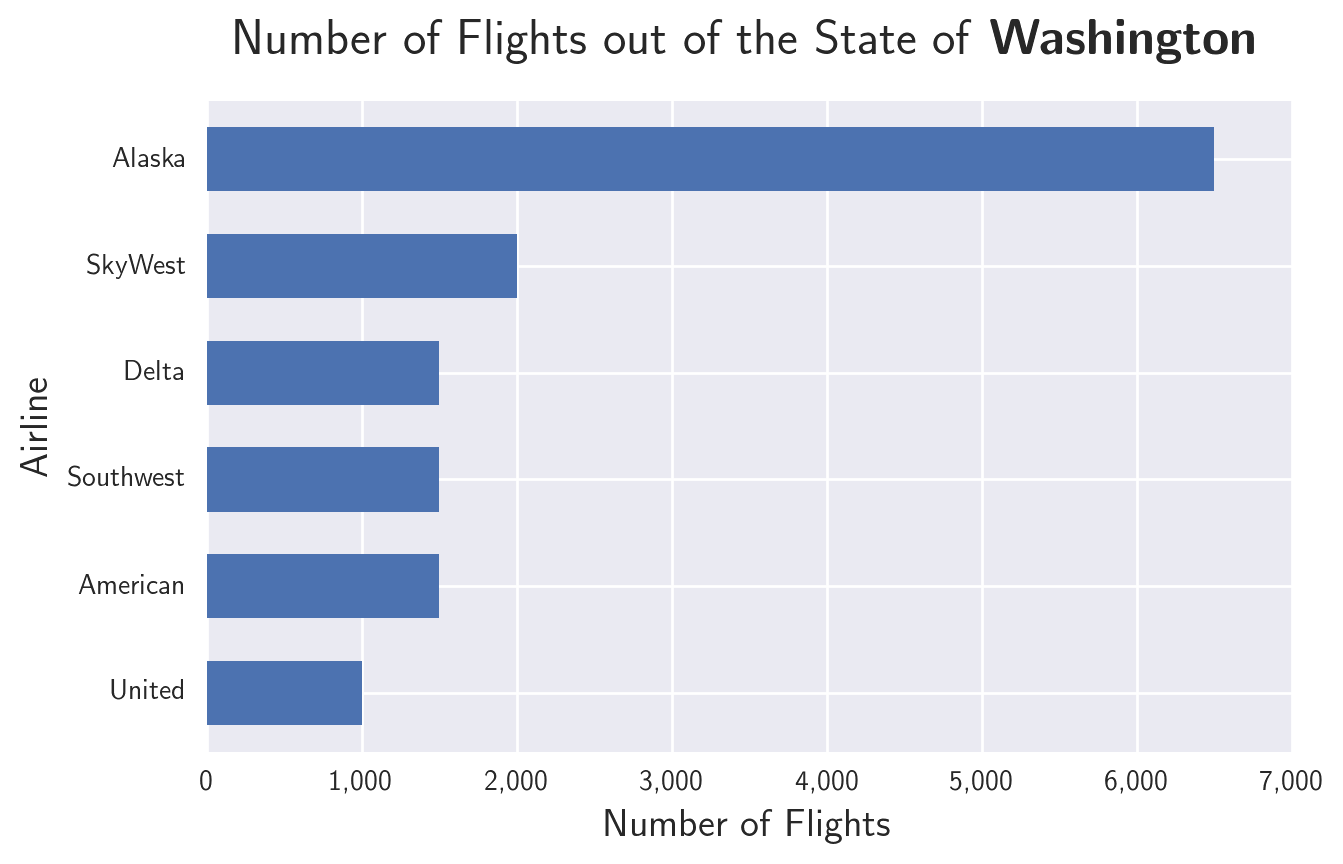 Number of Flights out of the State of Washington
Alaska
SkyWest
Delta
Southwest
American
United
Airline
0 1,000 2,000 3,000 4,000 5,000 6,000 7,000
Number of Flights